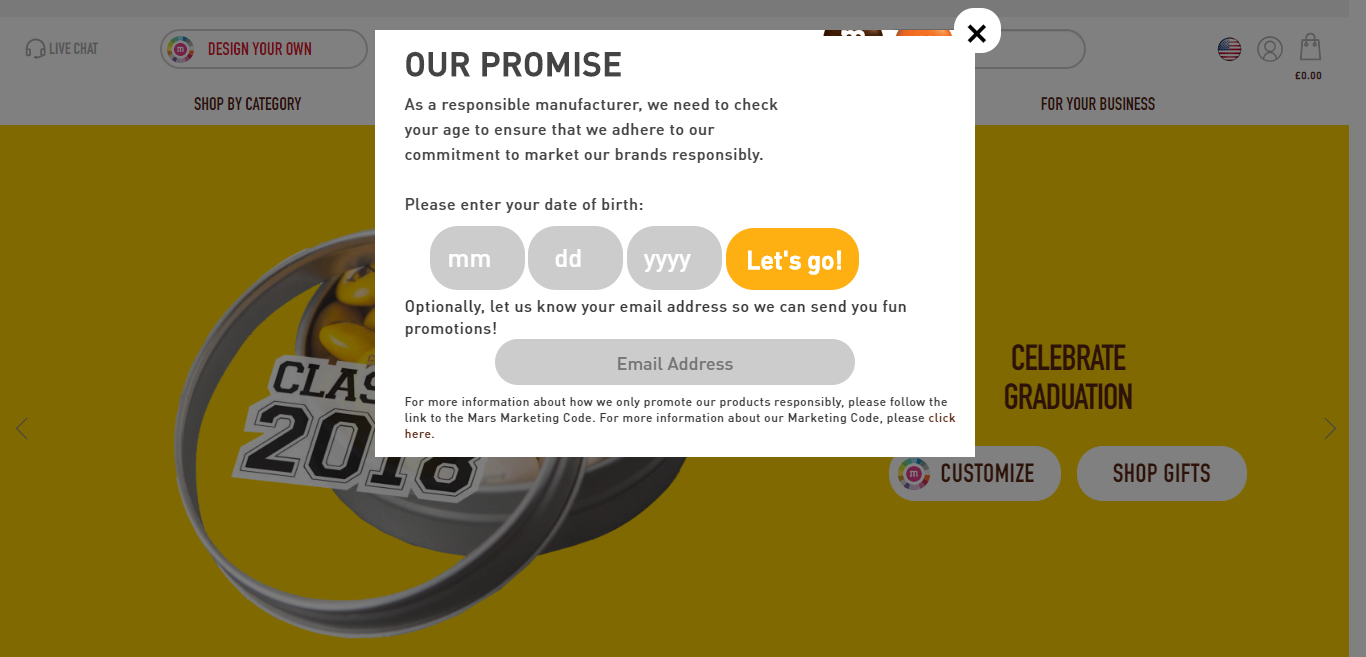 LIVE CHAT
m
DESIGN YOUR OWN
£0.00
SHOP BY CATEGORY
FOR YOUR BUSINESS
OUR PROMISE
As a responsible manufacturer, we need to check
your age to ensure that we adhere to our
commitment to market our brands responsibly.
Please enter your date of birth:
mm
dd
yyyy
Let's go!
Optionally, let us know your email address so we can send you fun
promotions!
Email Address
For more information about how we only promote our products responsibly, please follow the
link to the Mars Marketing Code. For more information about our Marketing Code, please click
here.
2018
CELEBRATE
GRADUATION
m
CUSTOMIZE
SHOP GIFTS